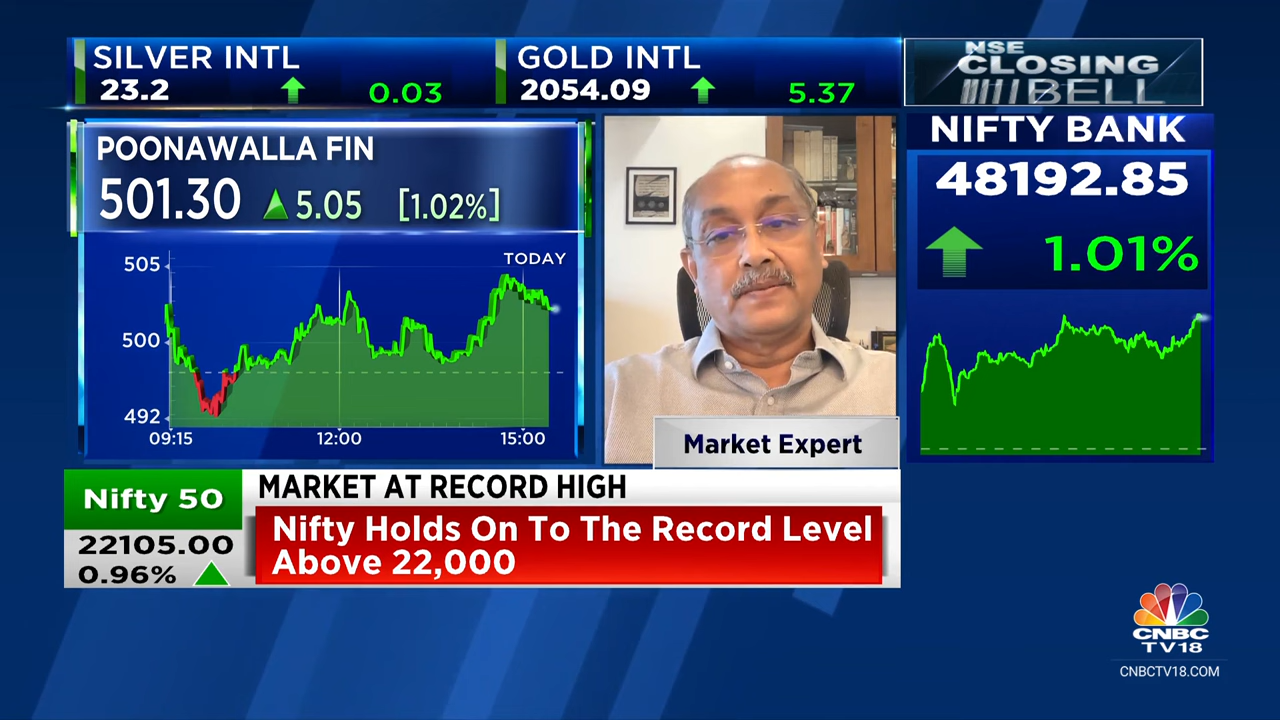 SILVER INTL
23.2 0.03
GOLD INTL
2054.09 5.37
NSE
CLOSING
BELL
POONAWALLA FIN
501.30 5.05 [1.02%]
TODAY
505
500
492
09:15 12:00 15:00
Market Expert
NIFTY BANK
48192.85
1.01%
Nifty 50
22105.00
0.96%
MARKET AT RECORD HIGH
Nifty Holds On To The Record Level
Above 22,000
CNBC
TV18
CNBCTV18.COM